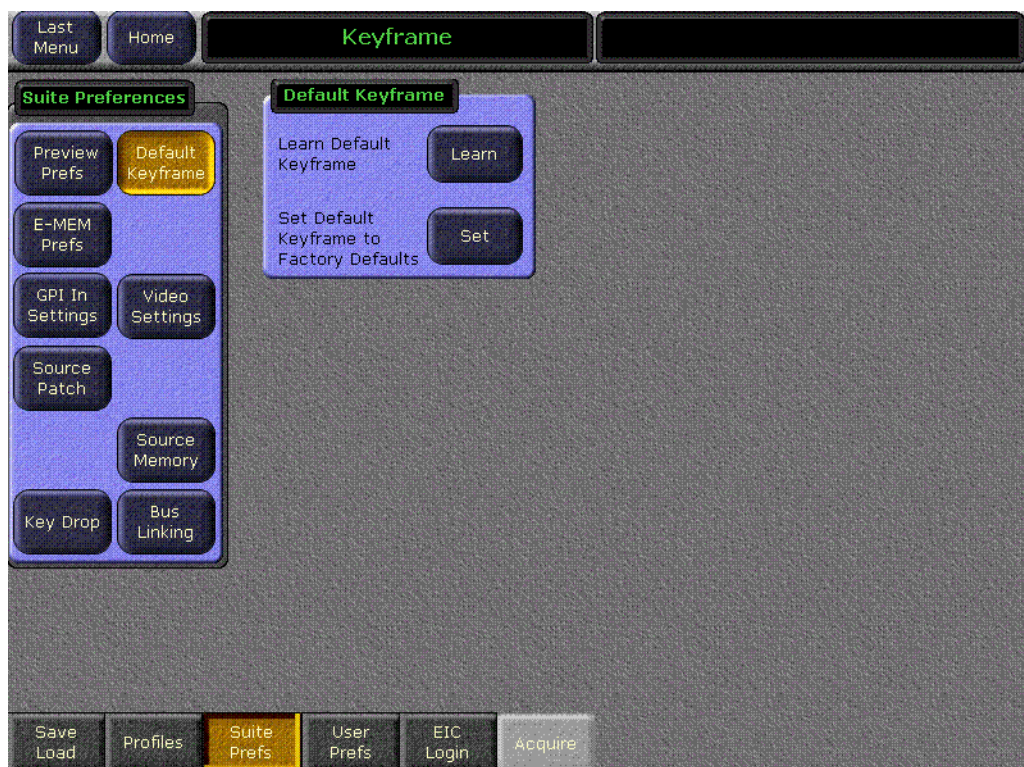 Last
Menu
Home
Keyframe
Suite Preferences
Preview
Prefs
Default
Keyframe
E-MEM
Prefs
GPI In
Settings
Video
Settings
Source
Patch
Source
Memory
Key Drop
Bus
Linking
Default Keyframe
Learn Default
Keyframe
Learn
Set Default
Keyframe to
Factory Defaults
Set
Save
Load
Profiles
Suite
Prefs
User
Prefs
EIC
Login
Acquire